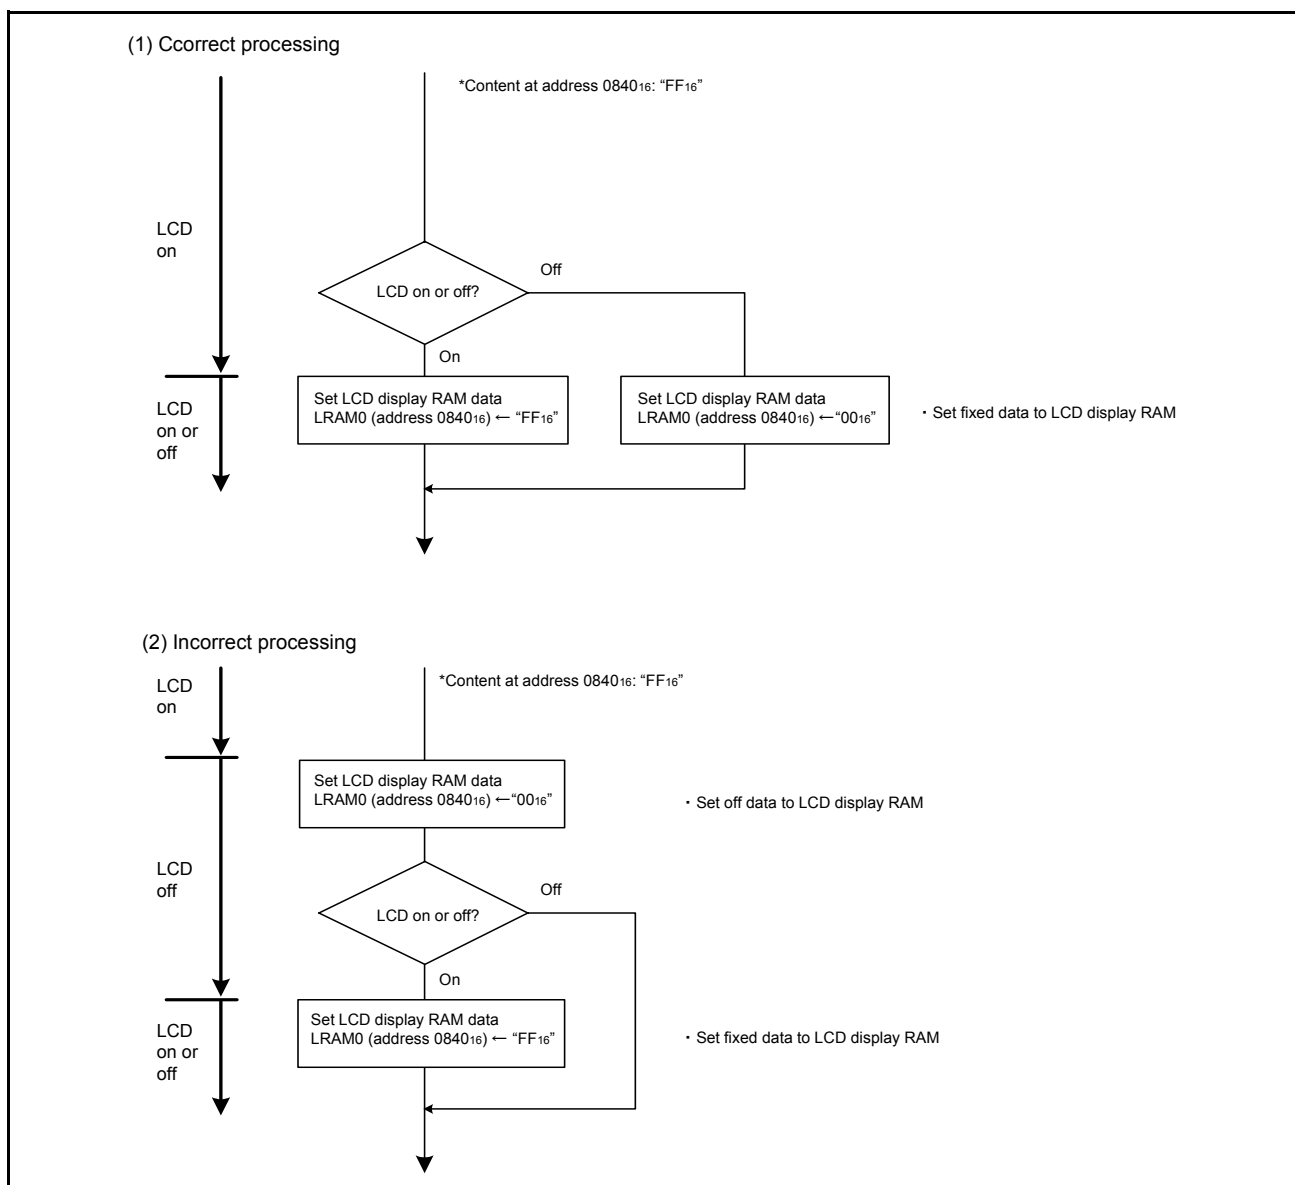 (1) Ccorrect processing
*Content at address 084016: “FF16”
LCD
on
Off
LCD on or off?
On
LCD
on or
off
Set LCD display RAM data
LRAM0 (address 084016) ← “FF16”
Set LCD display RAM data
LRAM0 (address 084016) ←“0016”
・Set fixed data to LCD display RAM
(2) Incorrect processing
LCD
on
*Content at address 084016: “FF16”
Set LCD display RAM data
LRAM0 (address 084016) ←“0016”
・Set off data to LCD display RAM
LCD
off
Off
LCD on or off?
On
LCD
on or
off
Set LCD display RAM data
LRAM0 (address 084016) ← “FF16”
・Set fixed data to LCD display RAM